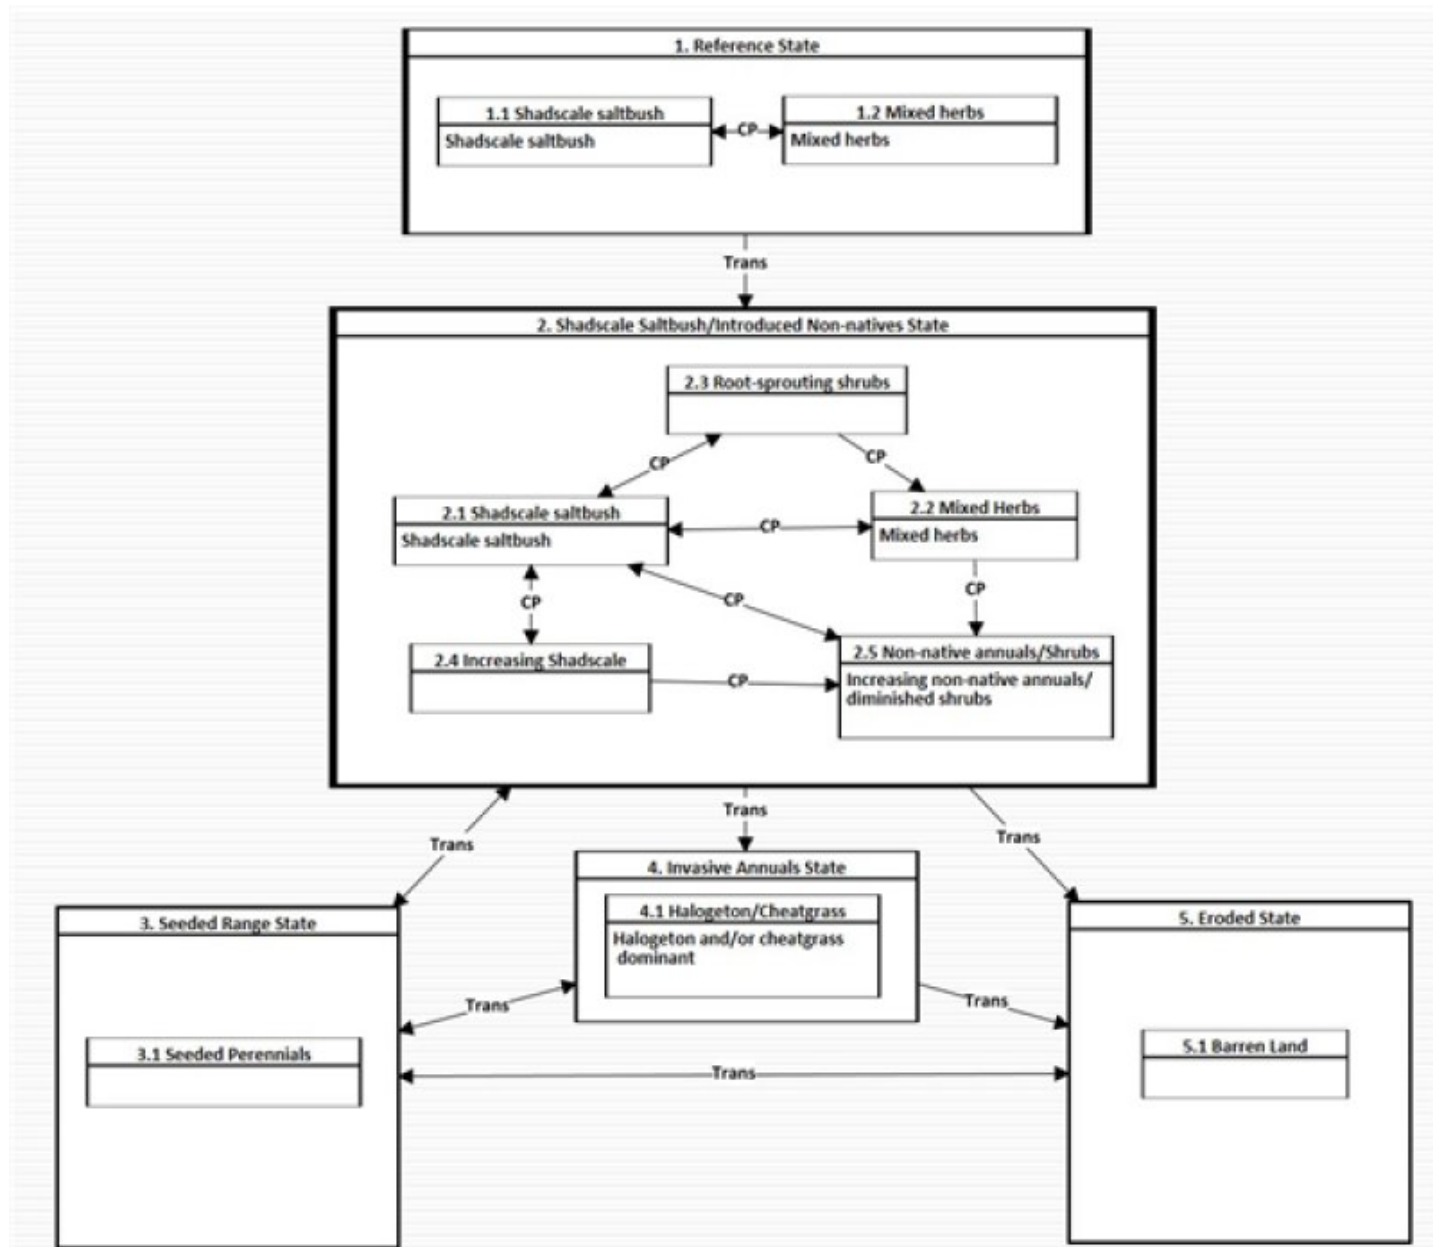 1. Reference State
1.1 Shadscale saltbush
Shadscale saltbush
CP
1.2 Mixed herbs
Mixed herbs
Trans
2. Shadscale Saltbush/Introduced Non-natives State
2.3 Root-sprouting shrubs
CP
CP
2.1 Shadscale saltbush
Shadscale saltbush
CP
2.2 Mixed Herbs
Mixed herbs
CP
CP
CP
2.4 Increasing Shadscale
CP
2.5 Non-native annuals/Shrubs
Increasing non-native annuals/
diminished shrubs
Trans
Trans
Trans
3. Seeded Range State
3.1 Seeded Perennials
4. Invasive Annuals State
4.1 Halogeton/Cheatgrass
Halogeton and/or cheatgrass
dominant
Trans
Trans
Trans
5. Eroded State
5.1 Barren Land